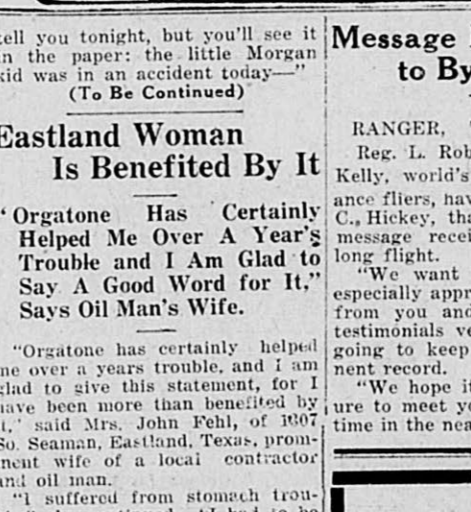 tell you tonight, but you'll see it
in the paper: the little Morgan
kid was in an accident today—"
(To Be Continued)
Eastland Woman
Is Benefited By It
"Orgatone Has Certainly
Helped Me Over A Year's
Trouble and I Am Glad to
Say A Good Word for It,"
Says Oil Man's Wife.
"Orgatone has certainly helped
me over a years trouble, and I am
glad to give this statement, for I
have been more than benefited by
it," said Mrs. John Fehl, of 1307
So. Seaman, Eastland, Texas, prom-
inent wife of a local contractor
and oil man.
"I suffered from stomach trou-
Message
to By
RANGER,
Reg. L. Rob
Kelly, world's
ance fliers, hav
C., Hickey, tha
message recei
long flight.
"We want
especially appr
from you and
testimonials ve
going to keep
nent record.
"We hope it
ure to meet yo
time in the nea